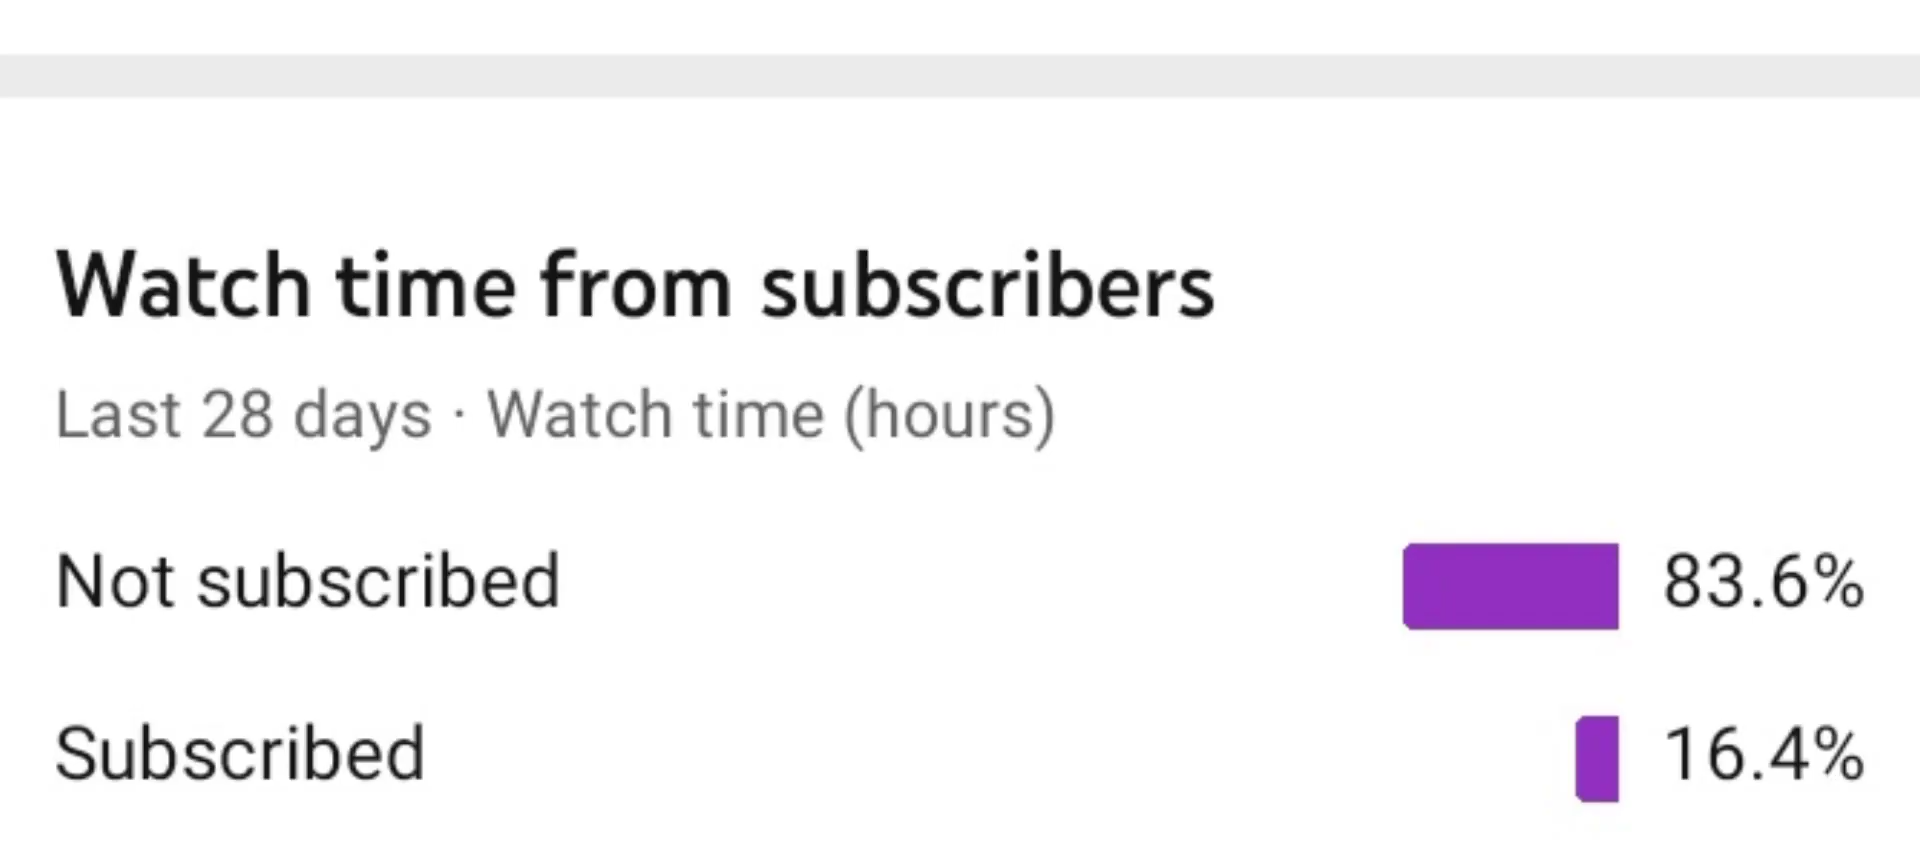 Watch time from subscribers
Last 28 days · Watch time (hours)
Not subscribed 83.6%
Subscribed 16.4%